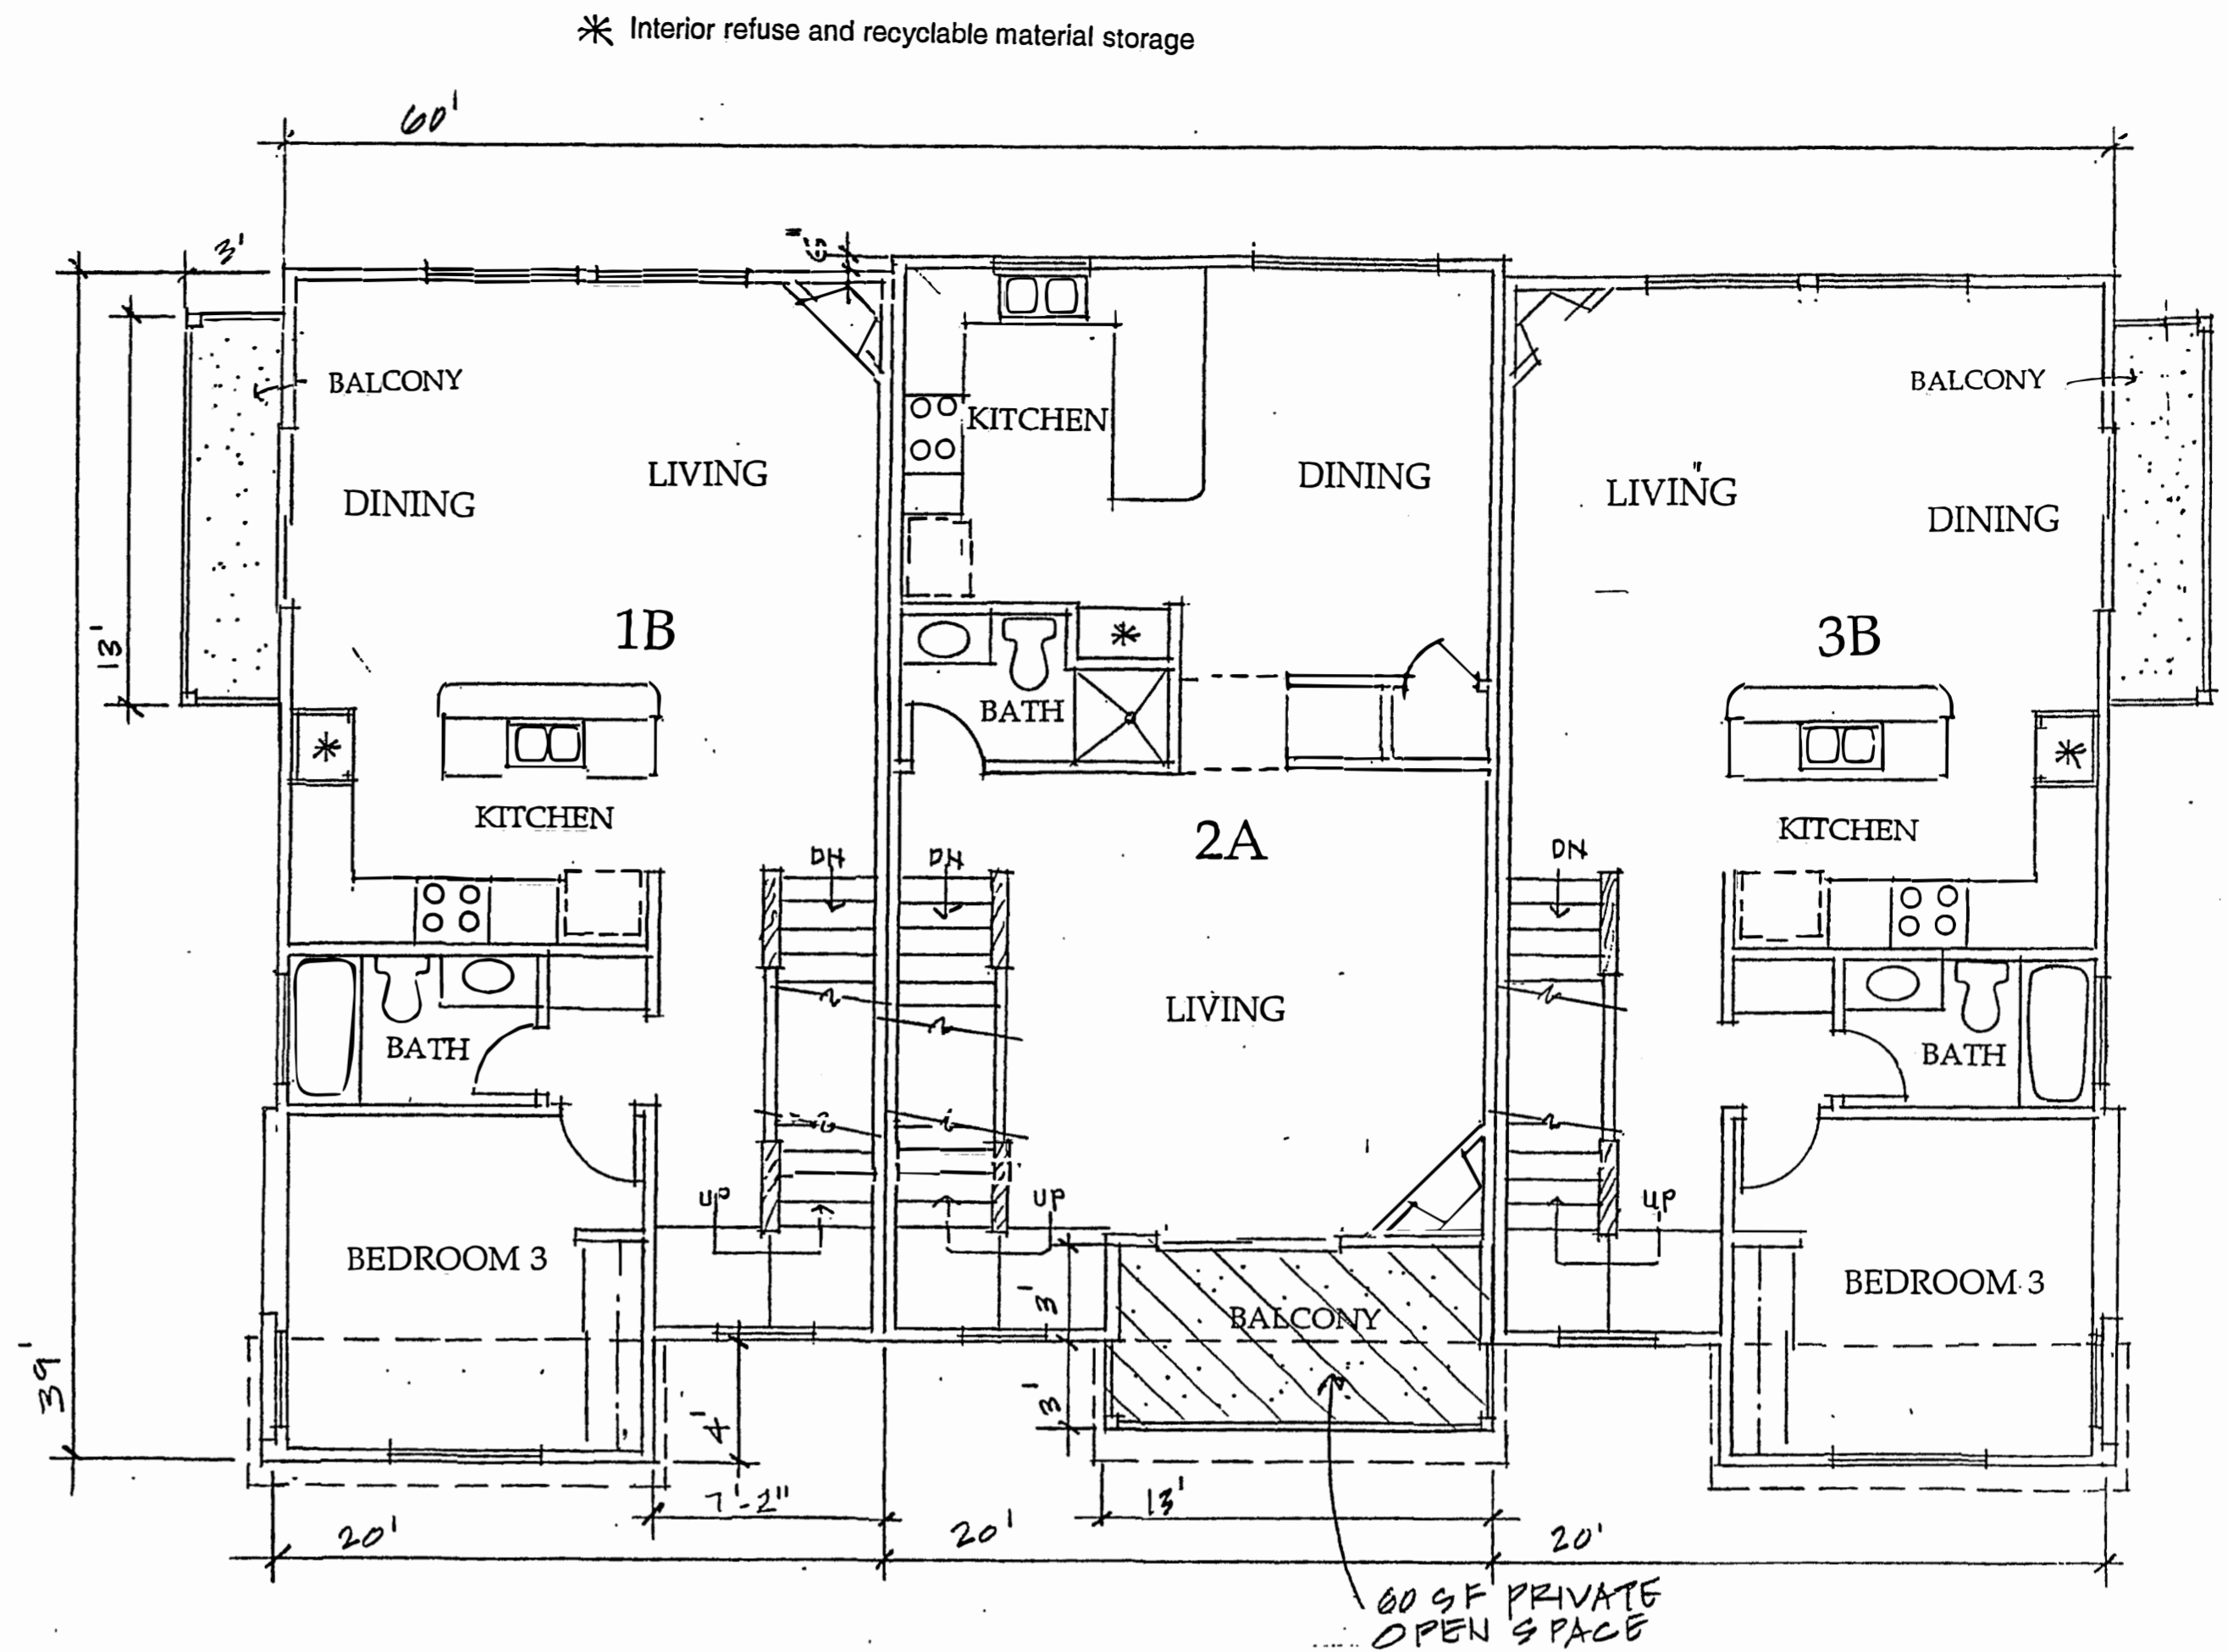 ✳ Interior refuse and recyclable material storage
60'
3'
6"
BALCONY
BALCONY
KITCHEN
LIVING
DINING
DINING
LIVING
DINING
13'
1B
3B
BATH
KITCHEN
2A
KITCHEN
DN
DN
DN
LIVING
BATH
BATH
UP
UP
UP
BEDROOM 3
BEDROOM 3
3'
BALCONY
39'
4'
3'
7'-2"
13'
20'
20'
20'
60 SF PRIVATE
OPEN SPACE